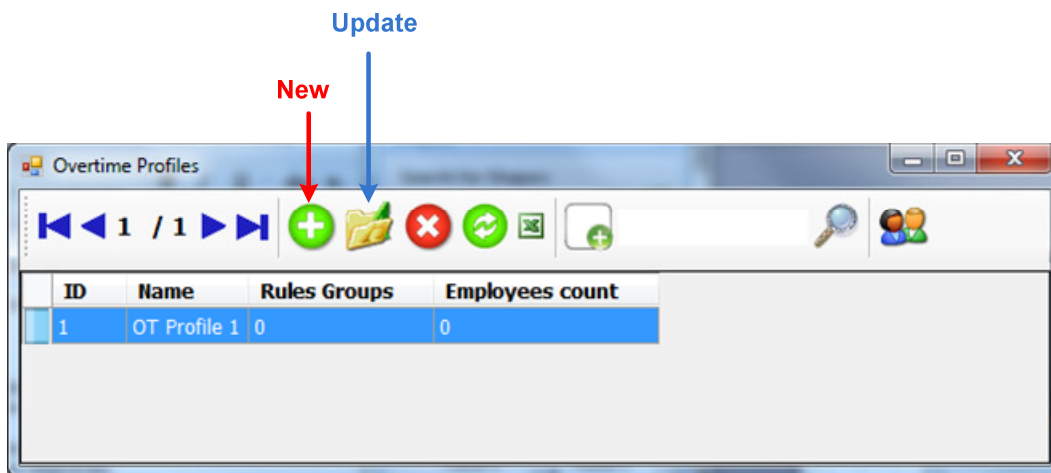 Update
New
Overtime Profiles
1 / 1
ID Name Rules Groups Employees count
1 OT Profile 1 0 0